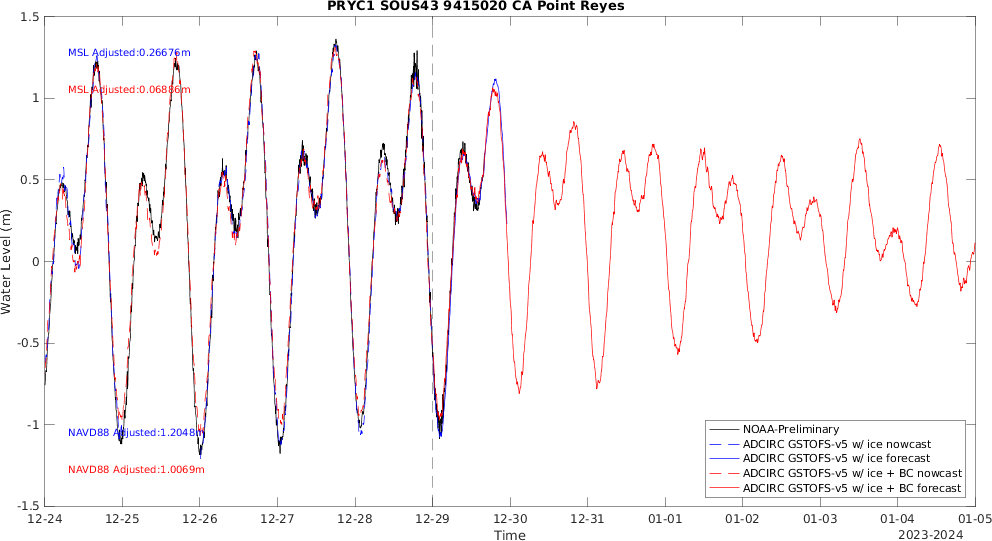 PRYC1 SOUS43 9415020 CA Point Reyes
1.5
1
0.5
0
-0.5
-1
-1.5
Water Level (m)
MSL Adjusted:0.26676m
MSL Adjusted:0.06886m
NAVD88 Adjusted:1.2048m
NAVD88 Adjusted:1.0069m
NOAA-Preliminary
ADCIRC GSTOFS-v5 w/ ice nowcast
ADCIRC GSTOFS-v5 w/ ice forecast
ADCIRC GSTOFS-v5 w/ ice + BC nowcast
ADCIRC GSTOFS-v5 w/ ice + BC forecast
12-24 12-25 12-26 12-27 12-28 12-29 12-30 12-31 01-01 01-02 01-03 01-04 01-05
Time
2023-2024